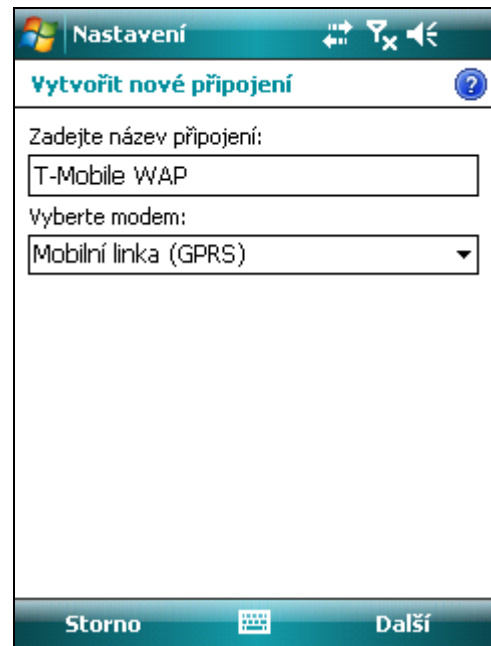 Nastavení
Vytvořit nové připojení
Zadejte název připojení:
T-Mobile WAP
Vyberte modem:
Mobilní linka (GPRS)
Storno
Další